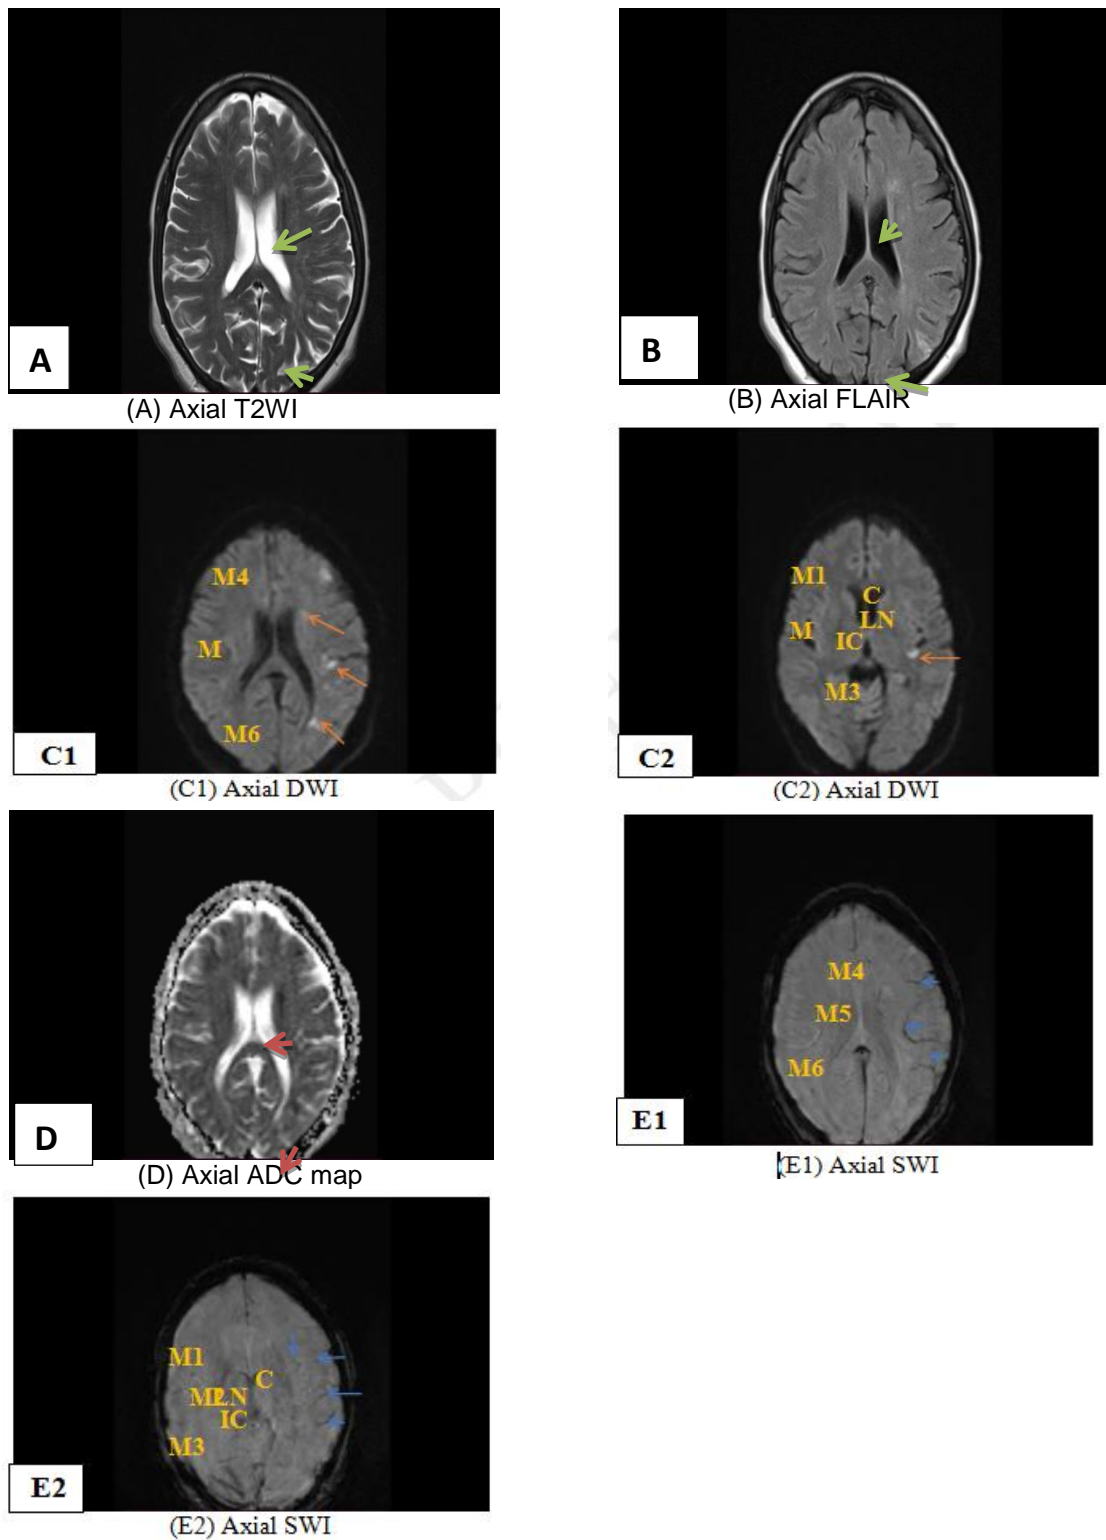 A
(A) Axial T2WI
B
(B) Axial FLAIR
M4
M
M6
C1
(C1) Axial DWI
M1
C
LN
M
IC
M3
C2
(C2) Axial DWI
D
(D) Axial ADC map
M4
M5
M6
E1
(E1) Axial SWI
M1
C
LN
IC
M3
E2
(E2) Axial SWI